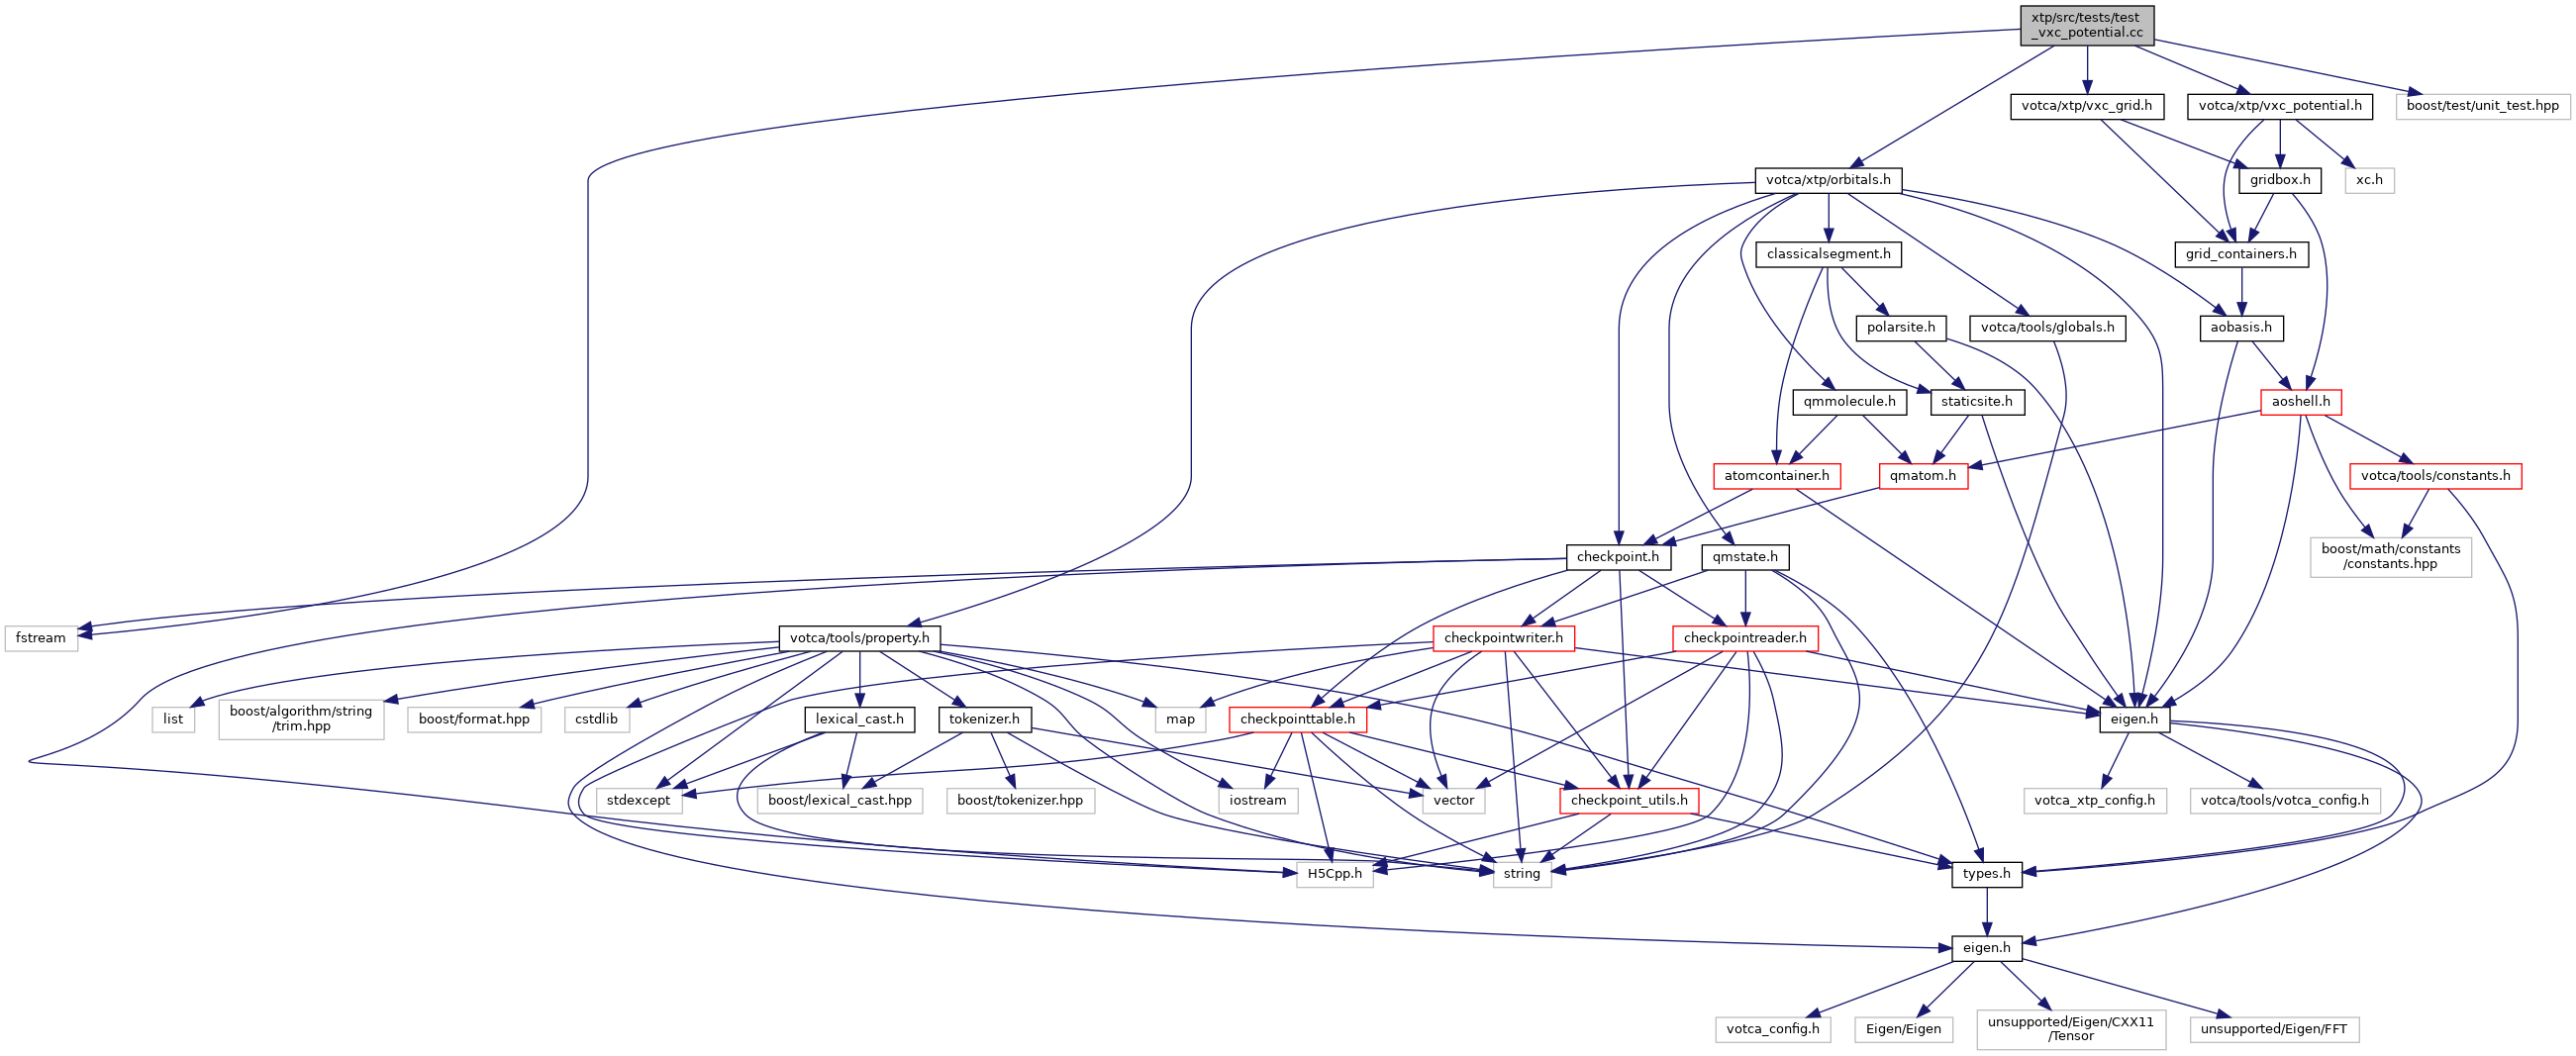 xtp/src/tests/test
_vxc_potential.cc
votca/xtp/vxc_grid.h
votca/xtp/vxc_potential.h
boost/test/unit_test.hpp
votca/xtp/orbitals.h
gridbox.h
xc.h
classicalsegment.h
grid_containers.h
polarsite.h
votca/tools/globals.h
aobasis.h
qmmolecule.h
staticsite.h
aoshell.h
atomcontainer.h
qmatom.h
votca/tools/constants.h
checkpoint.h
qmstate.h
boost/math/constants
/constants.hpp
fstream
votca/tools/property.h
checkpointwriter.h
checkpointreader.h
list
boost/algorithm/string
/trim.hpp
boost/format.hpp
cstdlib
lexical_cast.h
tokenizer.h
map
checkpointtable.h
eigen.h
stdexcept
boost/lexical_cast.hpp
boost/tokenizer.hpp
iostream
vector
checkpoint_utils.h
votca_xtp_config.h
votca/tools/votca_config.h
H5Cpp.h
string
types.h
eigen.h
votca_config.h
Eigen/Eigen
unsupported/Eigen/CXX11
/Tensor
unsupported/Eigen/FFT